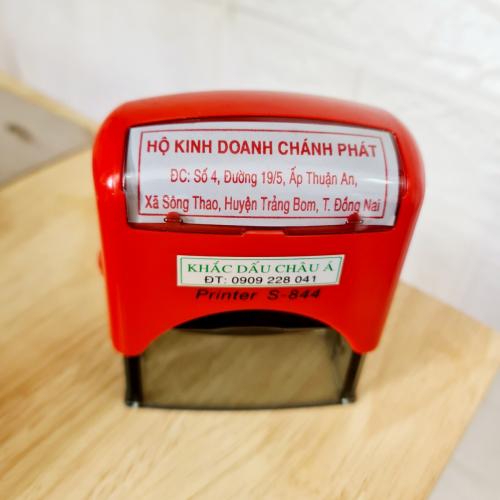 HỘ KINH DOANH CHÁNH PHÁT
ĐC: Số 4, Đường 19/5, Ấp Thuận An,
Xã Sông Thao, Huyện Trảng Bom, T. Đồng Nai
KHẮC DẤU CHÂU Á
ĐT: 0909 228 041
Printer S-844